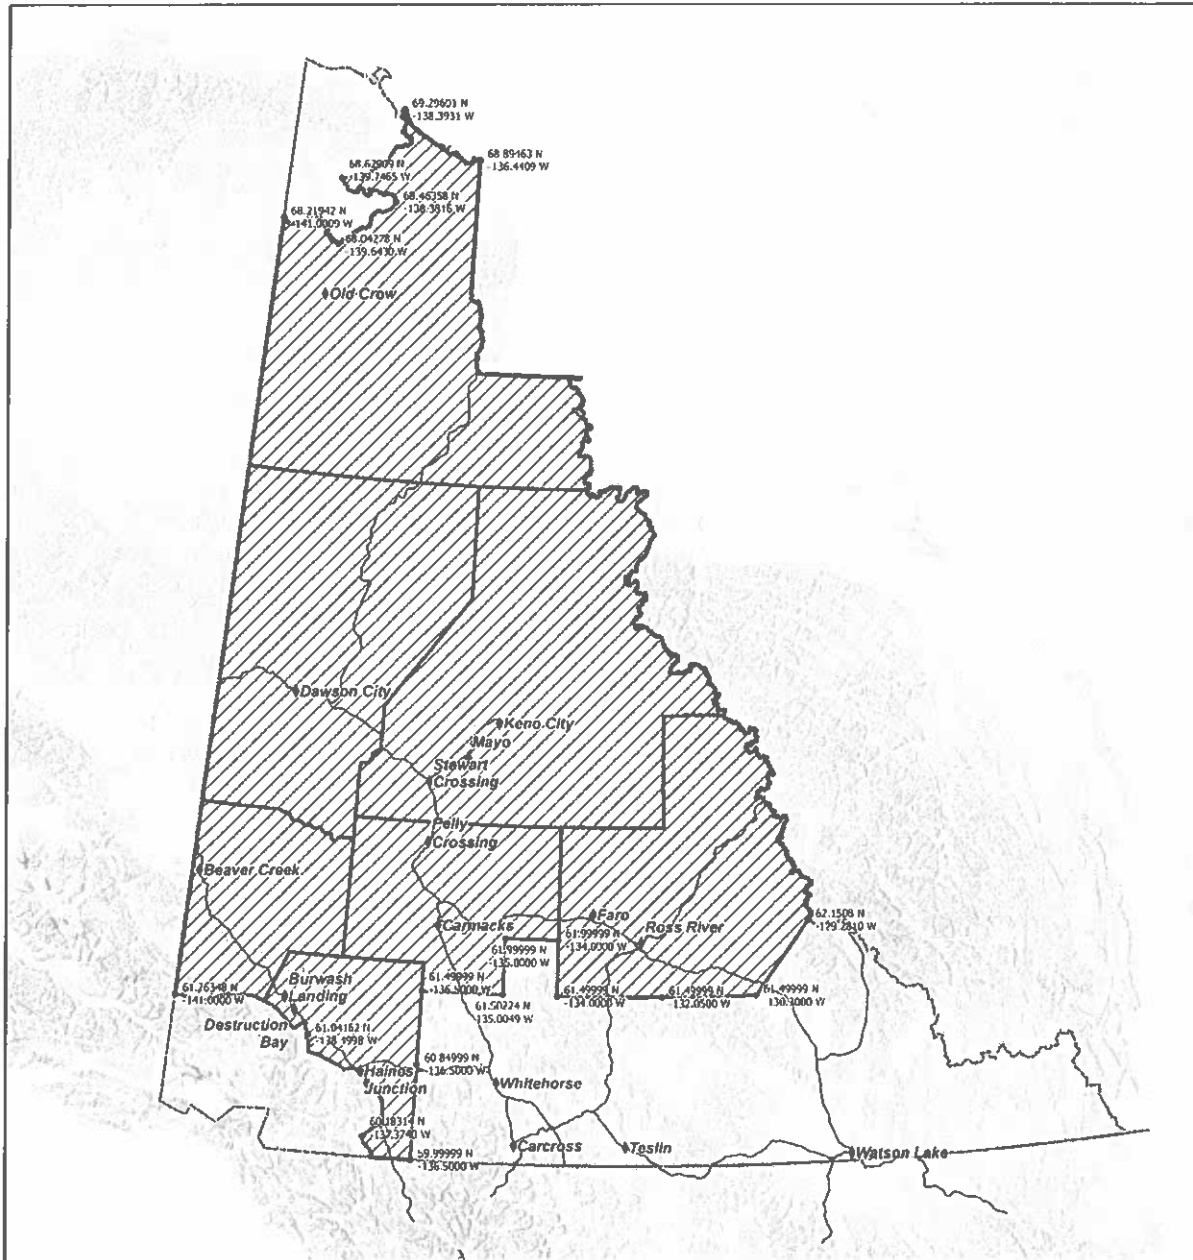 69.29601 N
-138.3931 W
68.89463 N
-136.4409 W
68.62909 N
-139.7465 W
68.46358 N
-138.3816 W
68.21942 N
-141.0009 W
68.04278 N
-139.6430 W
Old Crow
Dawson City
Keno City
Mayo
Stewart
Crossing
Pelly
Crossing
Beaver Creek
Carmacks
Faro
Ross River
62.1508 N
-129.2810 W
61.99999 N
-134.0000 W
61.99999 N
-135.0000 W
61.26348 N
-141.0000 W
Burwash
Landing
61.49999 N
-136.5000 W
61.50224 N
-135.0049 W
61.49999 N
-134.0000 W
61.49999 N
-132.0500 W
61.49999 N
-130.3000 W
Destruction
Bay
61.04162 N
-138.4998 W
60.84999 N
-136.5000 W
Haines
Junction
Whitehorse
60.18314 N
-137.3740 W
Carcross
Teslin
Watson Lake
59.99999 N
-136.5000 W